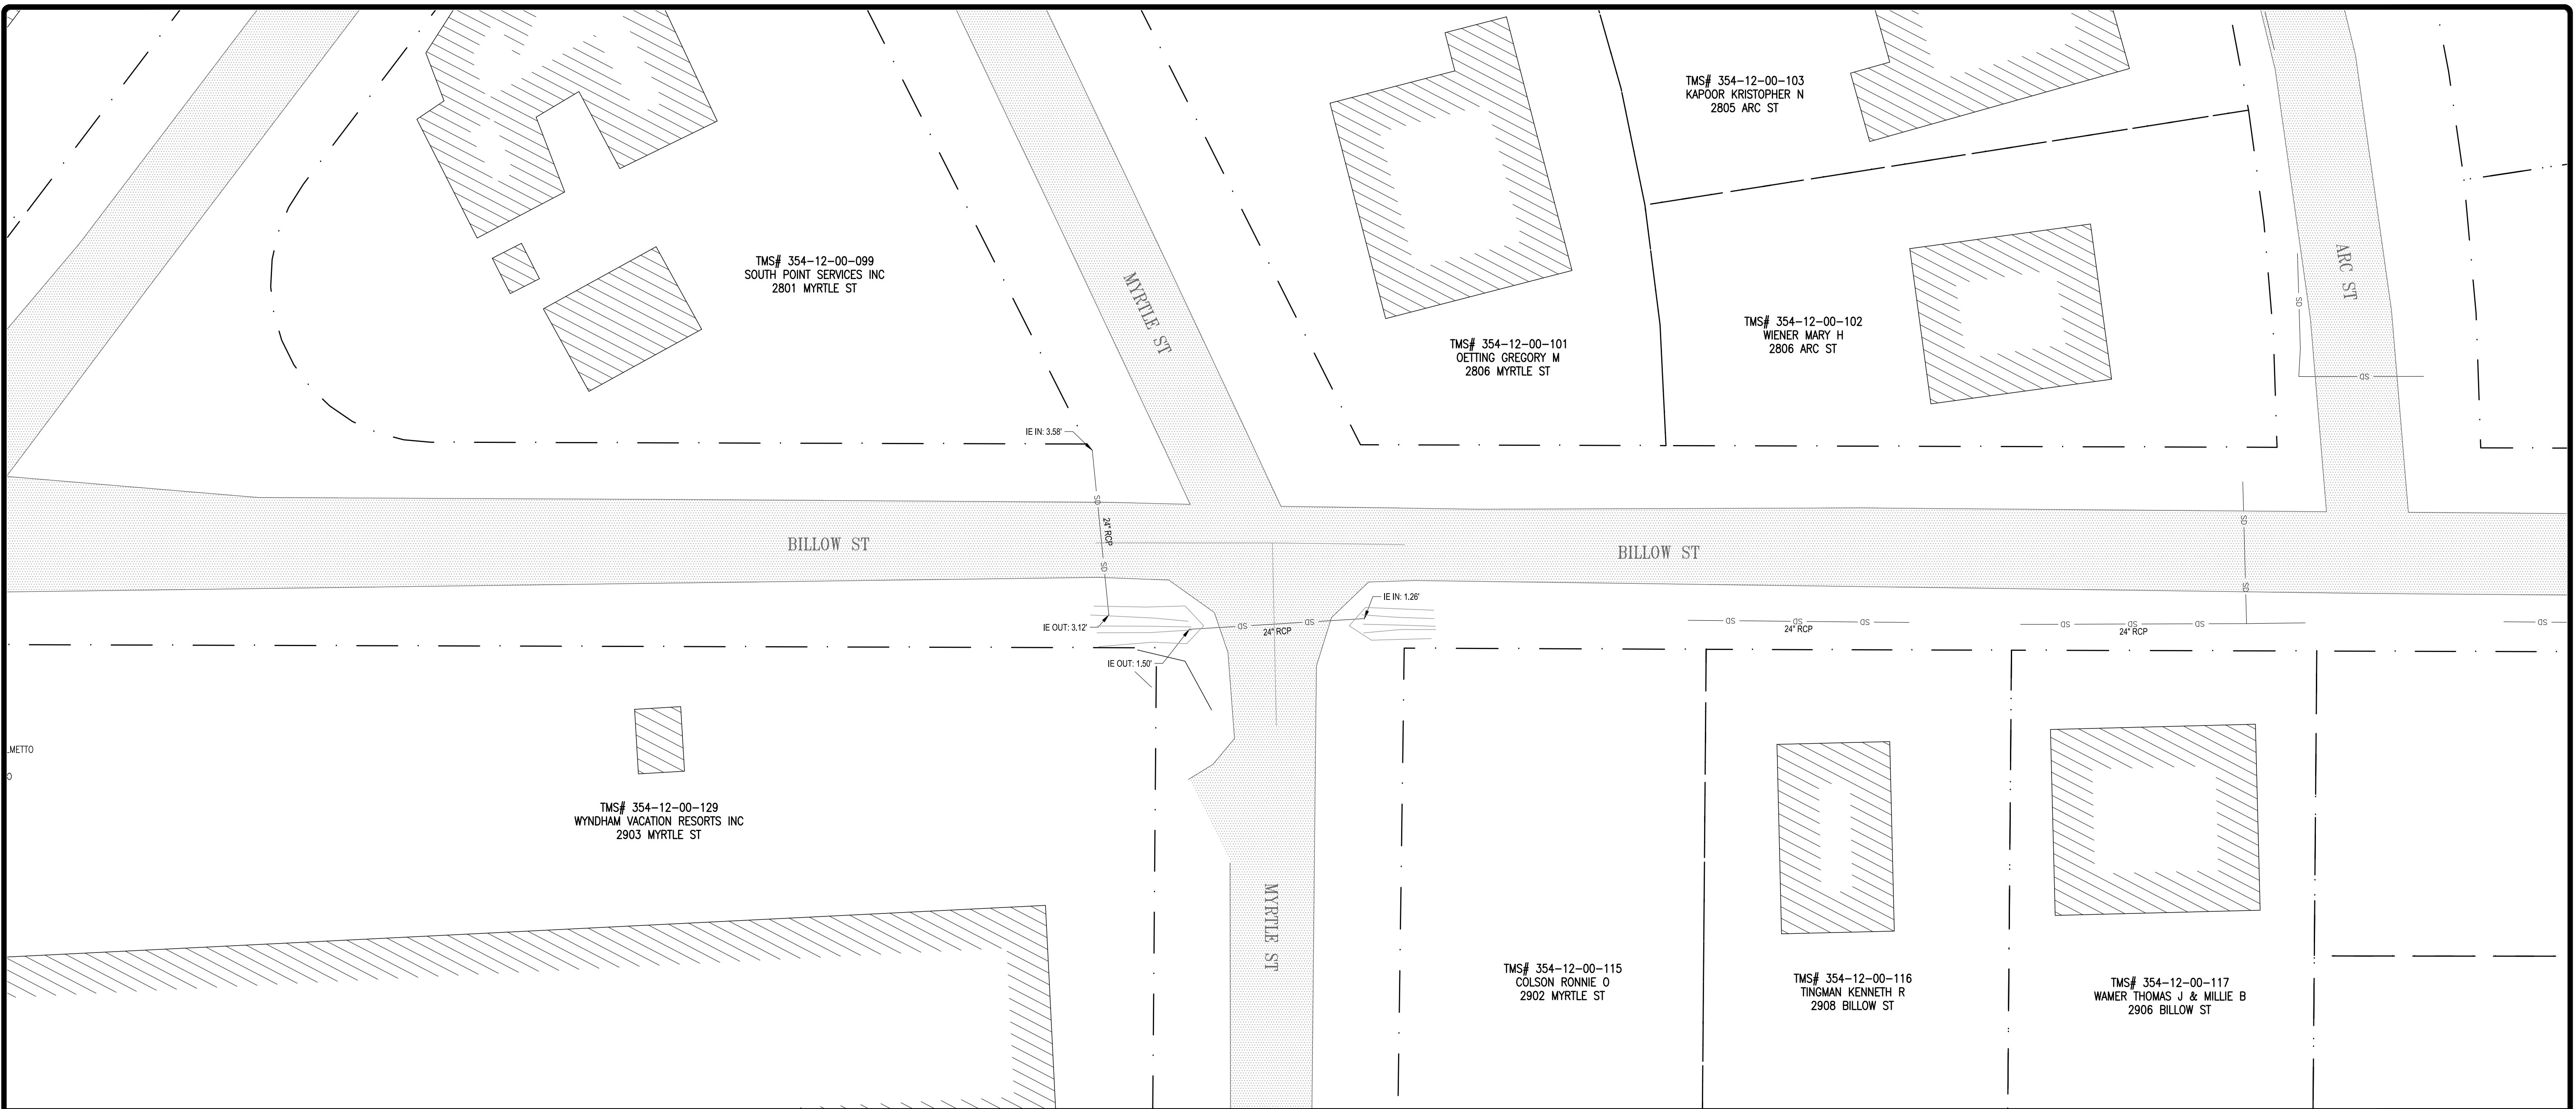 TMS# 354-12-00-103
KAPOOR KRISTOPHER N
2805 ARC ST
TMS# 354-12-00-099
SOUTH POINT SERVICES INC
2801 MYRTLE ST
MYRTLE ST
TMS# 354-12-00-101
OETTING GREGORY M
2806 MYRTLE ST
TMS# 354-12-00-102
WIENER MARY H
2806 ARC ST
ARC ST
SD
SD
IE IN: 3.58'
SD
24" RCP
SD
BILLOW ST
BILLOW ST
SD
SD
IE IN: 1.26'
IE OUT: 3.12'
SD
24" RCP
SD
SD
SD
SD
24" RCP
SD
SD
SD
24" RCP
SD
IE OUT: 1.50'
LMETTO
TMS# 354-12-00-129
WYNDHAM VACATION RESORTS INC
2903 MYRTLE ST
MYRTLE ST
TMS# 354-12-00-115
COLSON RONNIE O
2902 MYRTLE ST
TMS# 354-12-00-116
TINGMAN KENNETH R
2908 BILLOW ST
TMS# 354-12-00-117
WAMER THOMAS J & MILLIE B
2906 BILLOW ST